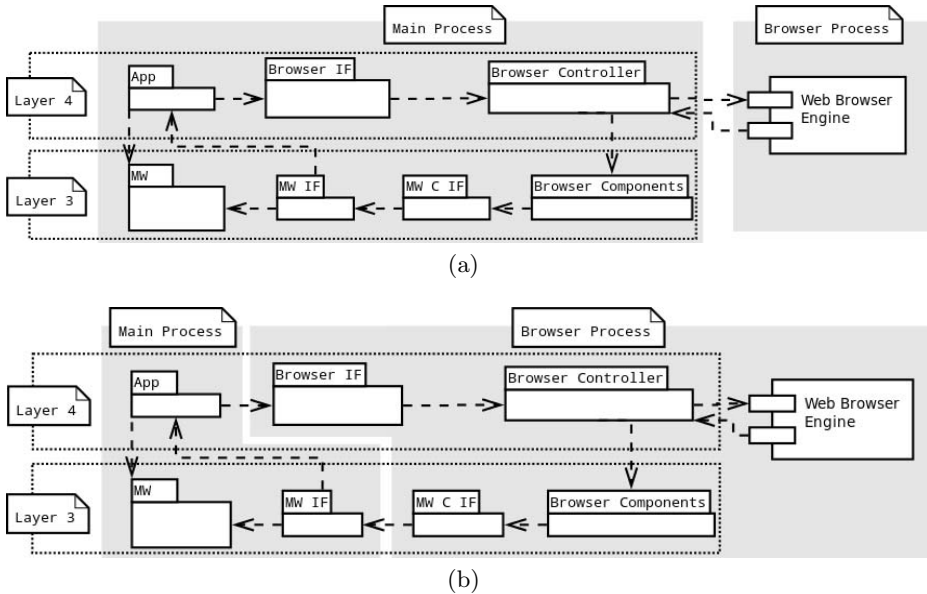 Main Process
Browser Process
Layer 4
App
Browser IF
Browser Controller
Web Browser
Engine
Layer 3
MW
MW IF
MW C IF
Browser Components
(a)
Main Process
Browser Process
Layer 4
App
Browser IF
Browser Controller
Web Browser
Engine
Layer 3
MW
MW IF
MW C IF
Browser Components
(b)